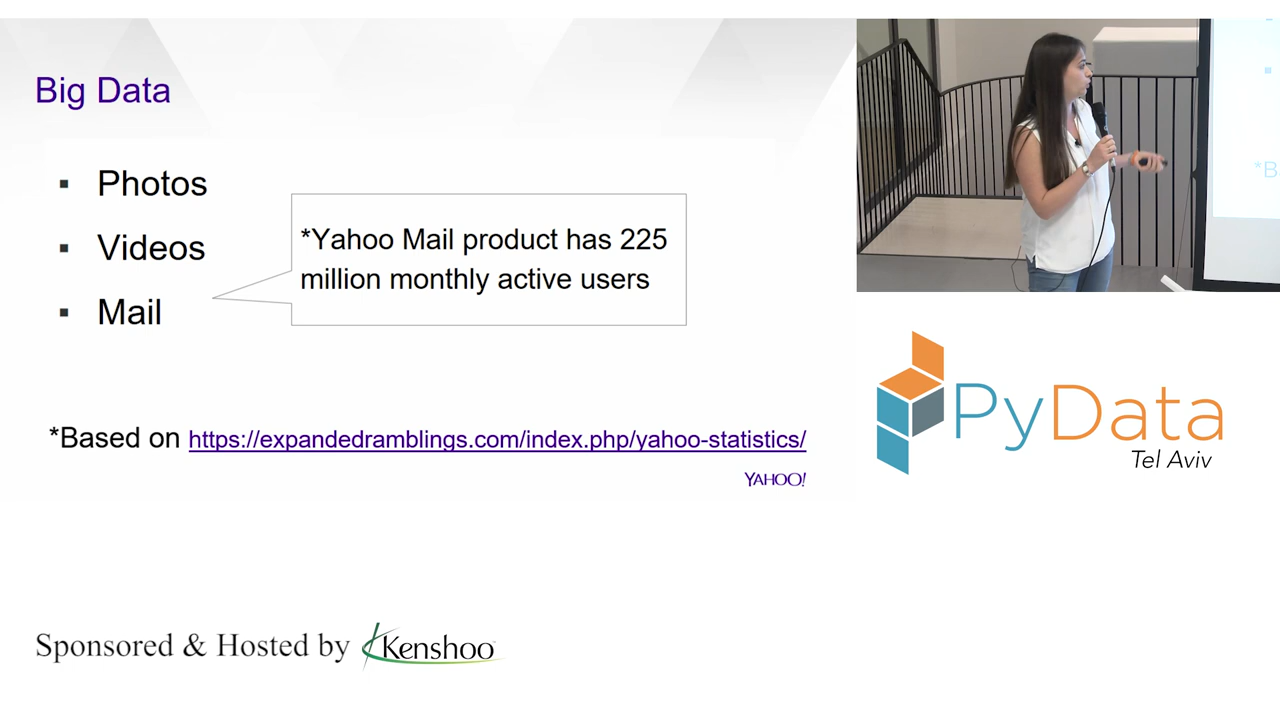 Big Data
▪ Photos
▪ Videos
▪ Mail
*Yahoo Mail product has 225
million monthly active users
*Based on https://expandedramblings.com/index.php/yahoo-statistics/
YAHOO!
*B
PyData
Tel Aviv
Sponsored & Hosted by Kenshoo